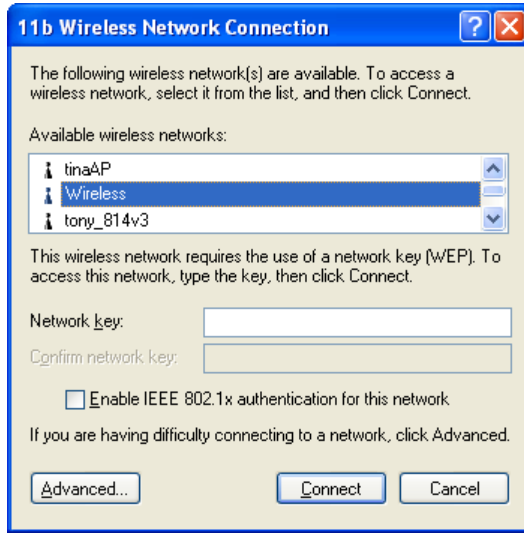 11b Wireless Network Connection
The following wireless network(s) are available. To access a
wireless network, select it from the list, and then click Connect.
Available wireless networks:
tinaAP
Wireless
tony_814v3
This wireless network requires the use of a network key (WEP). To
access this network, type the key, then click Connect.
Network key:
Confirm network key:
Enable IEEE 802.1x authentication for this network
If you are having difficulty connecting to a network, click Advanced.
Advanced... Connect Cancel